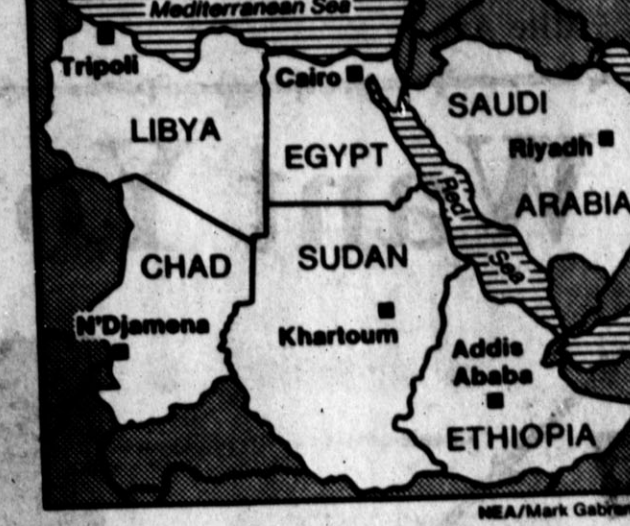 Mediterranean Sea
Tripoli
Cairo
SAUDI
LIBYA
Riyadh
EGYPT
Red
ARABIA
SUDAN
CHAD
Sea
N'Djamena
Khartoum
Addis
Ababa
ETHIOPIA
NEA/Mark